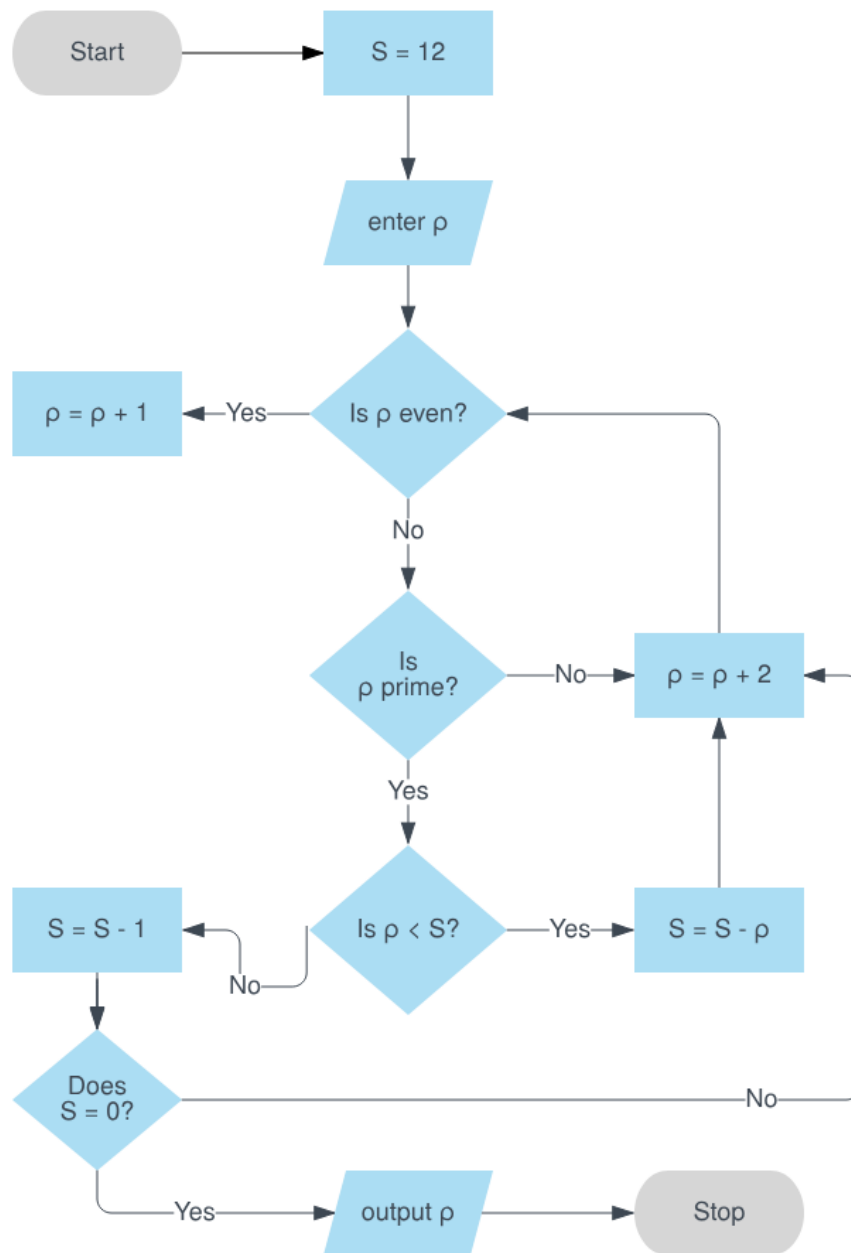 Start
S = 12
enter ρ
Is ρ even?
Yes
ρ = ρ + 1
No
Is
ρ prime?
No
ρ = ρ + 2
Yes
Is ρ < S?
Yes
S = S - ρ
No
S = S - 1
Does
S = 0?
No
Yes
output ρ
Stop